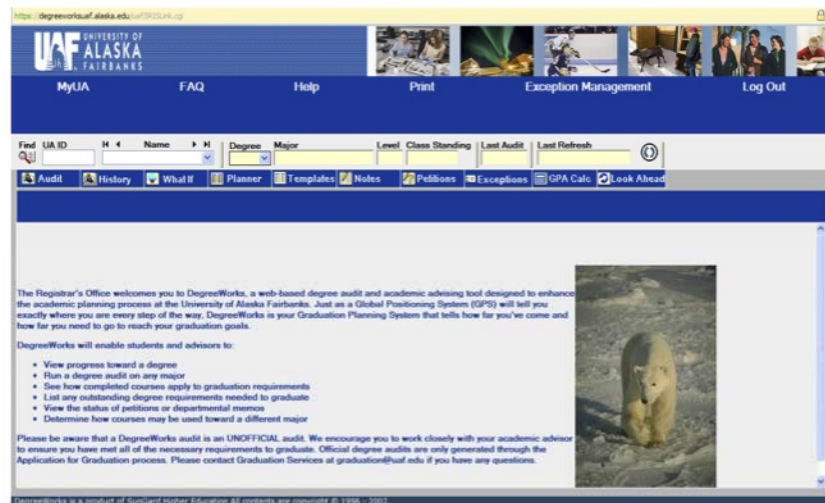 https://degreeworksuaf.alaska.edu/uaf/IRISLink.cgi
UNIVERSITY OF
UAF ALASKA
FAIRBANKS
MyUA FAQ Help Print Exception Management Log Out
Find UA ID Name Degree Major Level Class Standing Last Audit Last Refresh
Audit History What If Planner Templates Notes Petitions Exceptions GPA Calc Look Ahead
The Registrar's Office welcomes you to DegreeWorks, a web-based degree audit and academic advising tool designed to enhance
the academic planning process at the University of Alaska Fairbanks. Just as a Global Positioning System (GPS) will tell you
exactly where you are every step of the way, DegreeWorks is your Graduation Planning System that tells how far you've come and
how far you need to go to reach your graduation goals.
DegreeWorks will enable students and advisors to:
• View progress toward a degree
• Run a degree audit on any major
• See how completed courses apply to graduation requirements
• List any outstanding degree requirements needed to graduate
• View the status of petitions or departmental memos
• Determine how courses may be used toward a different major
Please be aware that a DegreeWorks audit is an UNOFFICIAL audit. We encourage you to work closely with your academic advisor
to ensure you have met all of the necessary requirements to graduate. Official degree audits are only generated through the
Application for Graduation process. Please contact Graduation Services at graduation@uaf.edu if you have any questions.
DegreeWorks is a product of SunGard Higher Education All contents are copyright © 1996 - 2007